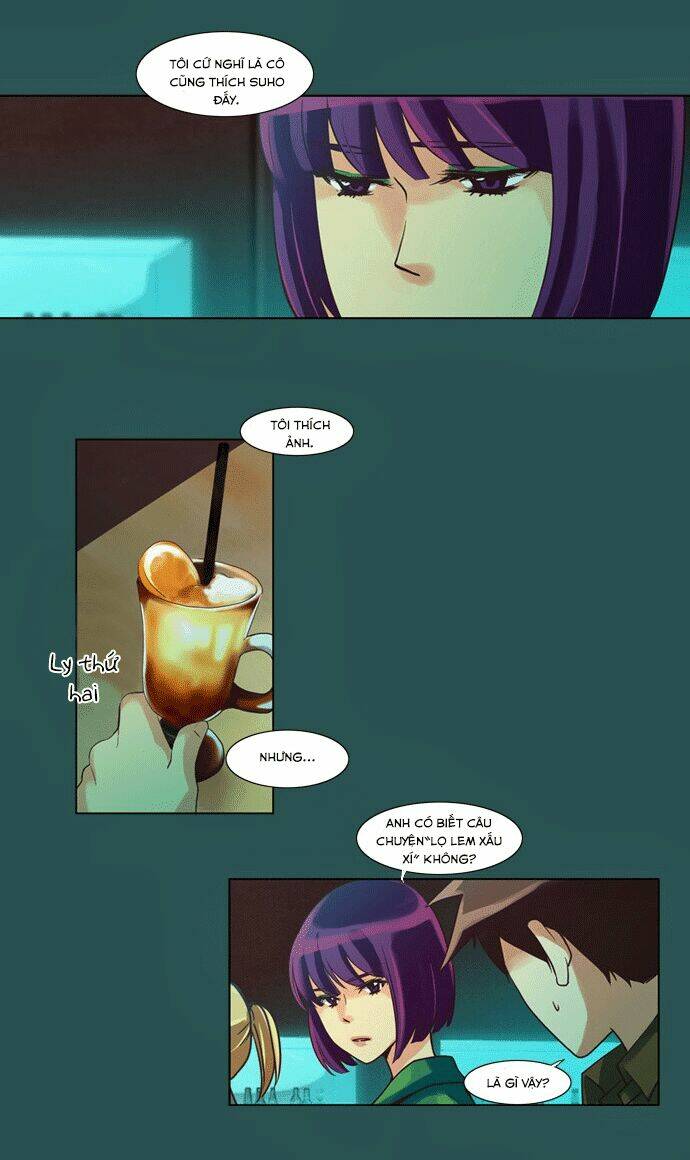 TÔI CỨ NGHĨ LÀ CÔ
CŨNG THÍCH SUHO
ĐẤY.
TÔI THÍCH
ẢNH.
Ly thứ
hai
NHƯNG...
ANH CÓ BIẾT CÂU
CHUYỆN"LỌ LEM XẤU
XÍ" KHÔNG?
LÀ GÌ VẬY?